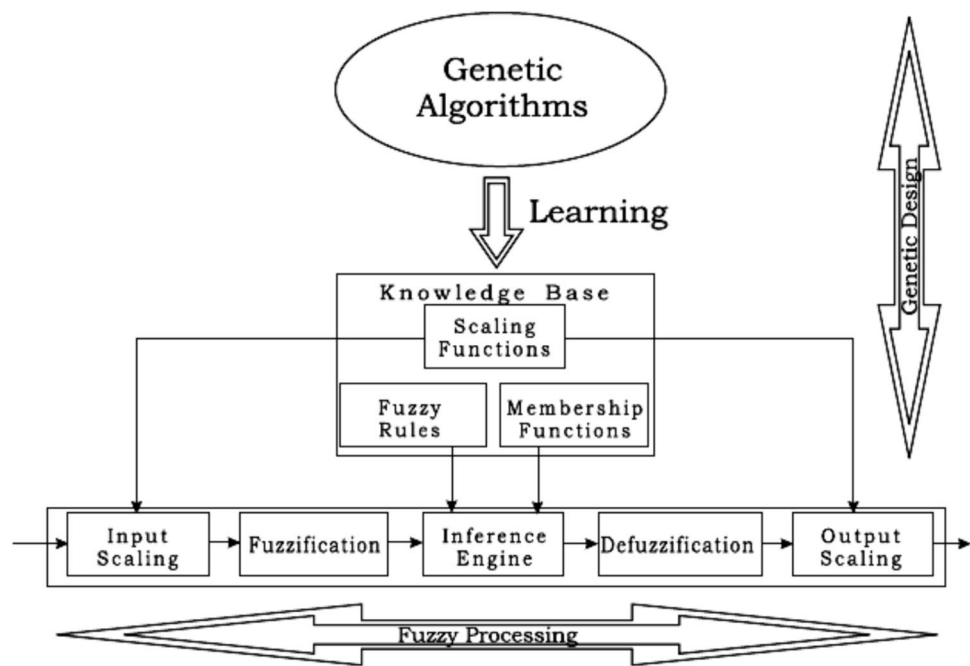 Genetic
Algorithms
Learning
Genetic Design
Knowledge Base
Scaling
Functions
Fuzzy
Rules
Membership
Functions
Input
Scaling
Fuzzification
Inference
Engine
Defuzzification
Output
Scaling
Fuzzy Processing